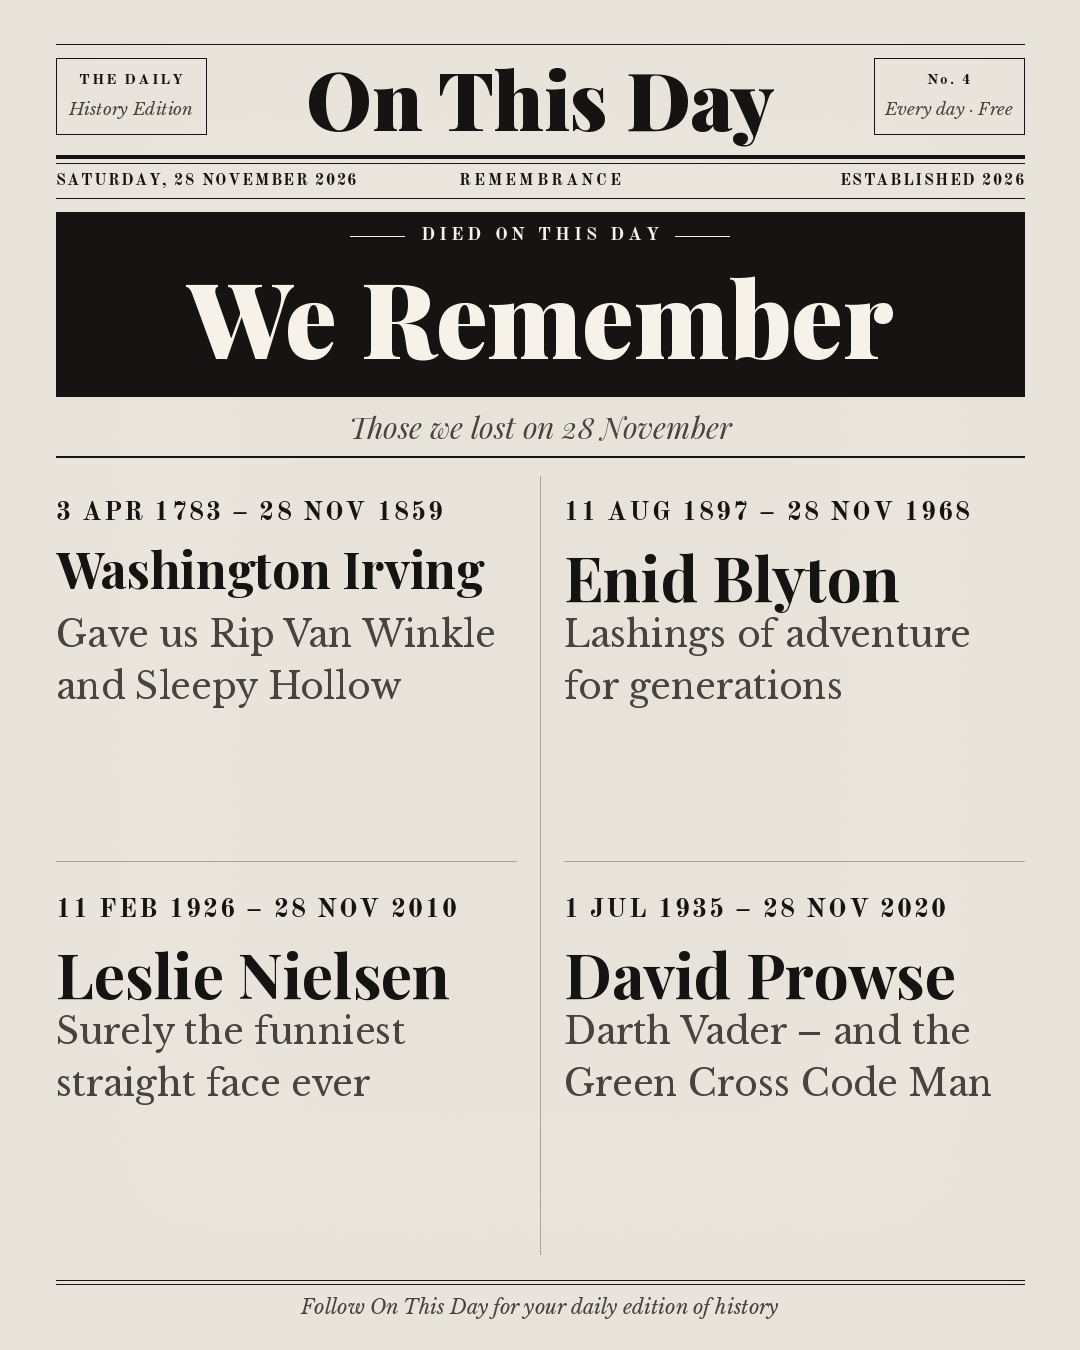 THE DAILY
History Edition
On This Day
No. 4
Every day · Free
SATURDAY, 28 NOVEMBER 2026
REMEMBRANCE
ESTABLISHED 2026
DIED ON THIS DAY
We Remember
Those we lost on 28 November
3 APR 1783 – 28 NOV 1859
Washington Irving
Gave us Rip Van Winkle
and Sleepy Hollow
11 AUG 1897 – 28 NOV 1968
Enid Blyton
Lashings of adventure
for generations
11 FEB 1926 – 28 NOV 2010
Leslie Nielsen
Surely the funniest
straight face ever
1 JUL 1935 – 28 NOV 2020
David Prowse
Darth Vader – and the
Green Cross Code Man
Follow On This Day for your daily edition of history